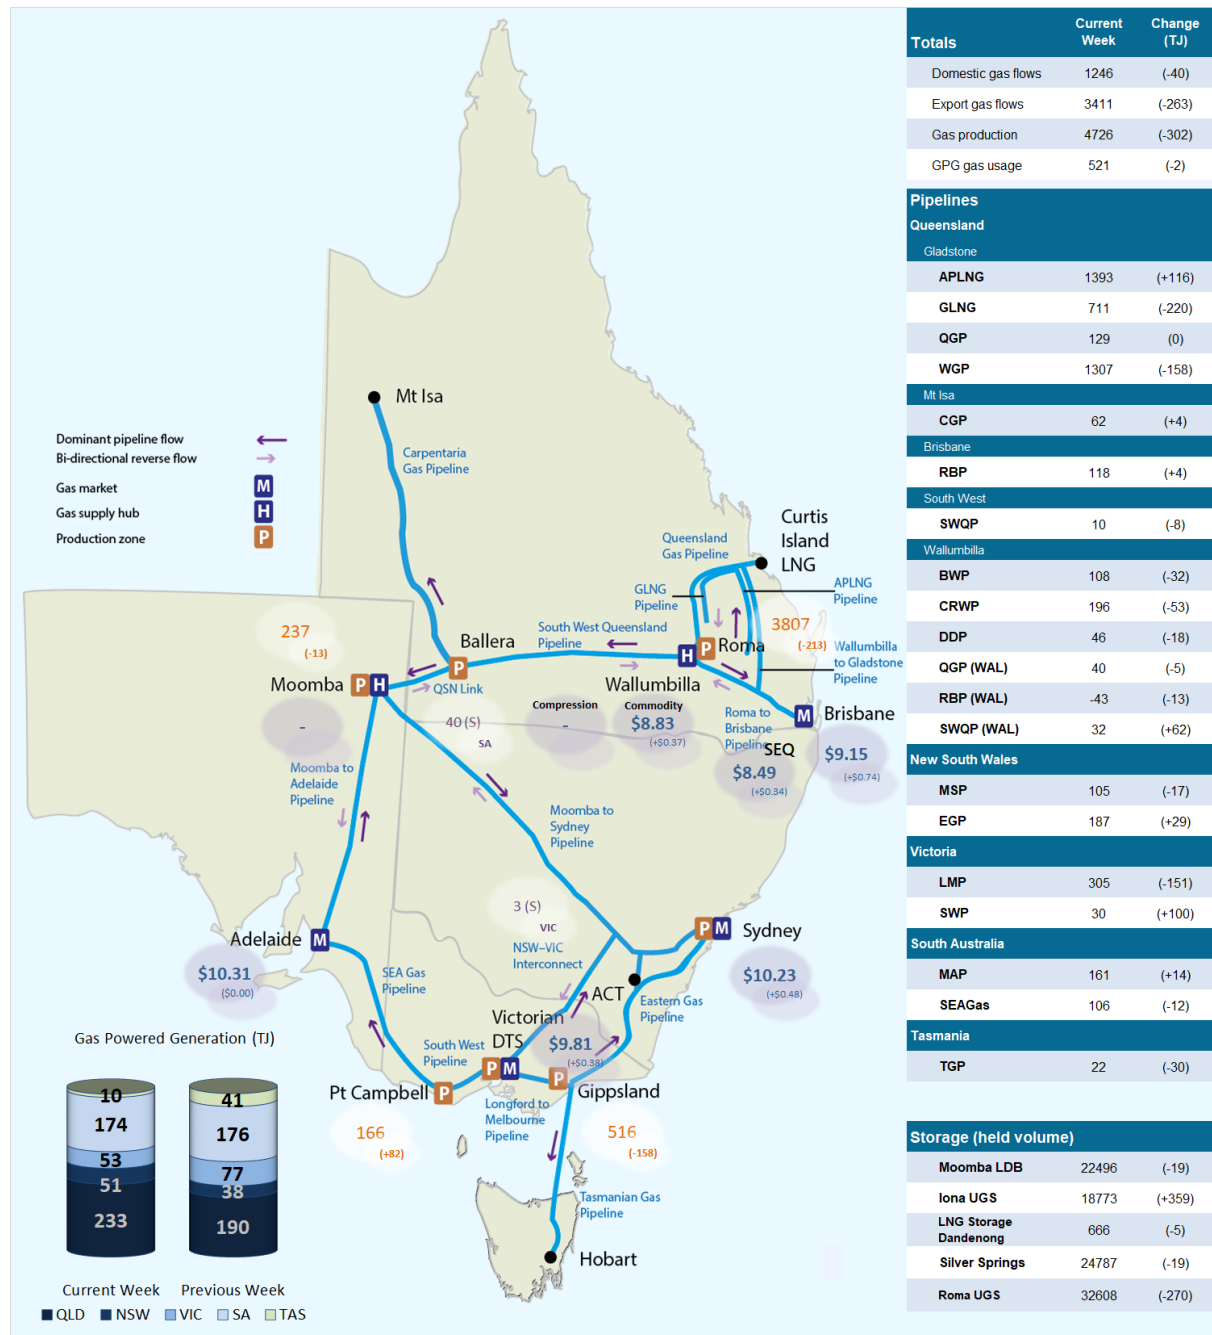 Mt Isa
Dominant pipeline flow
Bi-directional reverse flow
Gas market M
Gas supply hub H
Production zone P
Carpentaria
Gas Pipeline
Curtis
Island
LNG
Queensland
Gas Pipeline
GLNG
Pipeline
APLNG
Pipeline
237
(-13)
Ballera
P
South West Queensland
Pipeline
H P Roma
3807
(-213)
Wallumbilla
to Gladstone
Pipeline
Moomba P H
QSN Link
Wallumbilla
-
40 (S)
SA
Compression
-
Commodity
$8.83
(+$0.37)
Roma to
Brisbane
Pipeline
M Brisbane
SEQ
$8.49
(+$0.34)
$9.15
(+$0.74)
Moomba to
Adelaide
Pipeline
Moomba to
Sydney
Pipeline
3 (S)
VIC
NSW-VIC
Interconnect
P M Sydney
Adelaide M
$10.31
($0.00)
$10.23
(+$0.48)
SEA Gas
Pipeline
ACT
Eastern Gas
Pipeline
Victorian
DTS
$9.81
(+$0.38)
South West
Pipeline
P M
P
Pt Campbell P
Gippsland
Longford to
Melbourne
Pipeline
166
(+82)
516
(-158)
Tasmanian Gas
Pipeline
Hobart
Gas Powered Generation (TJ)
10
174
53
51
233
41
176
77
38
190
Current Week Previous Week
QLD NSW VIC SA TAS
Totals Current Week Change (TJ)
Domestic gas flows 1246 (-40)
Export gas flows 3411 (-263)
Gas production 4726 (-302)
GPG gas usage 521 (-2)
Pipelines
Queensland
Gladstone
APLNG 1393 (+116)
GLNG 711 (-220)
QGP 129 (0)
WGP 1307 (-158)
Mt Isa
CGP 62 (+4)
Brisbane
RBP 118 (+4)
South West
SWQP 10 (-8)
Wallumbilla
BWP 108 (-32)
CRWP 196 (-53)
DDP 46 (-18)
QGP (WAL) 40 (-5)
RBP (WAL) -43 (-13)
SWQP (WAL) 32 (+62)
New South Wales
MSP 105 (-17)
EGP 187 (+29)
Victoria
LMP 305 (-151)
SWP 30 (+100)
South Australia
MAP 161 (+14)
SEAGas 106 (-12)
Tasmania
TGP 22 (-30)
Storage (held volume)
Moomba LDB 22496 (-19)
Iona UGS 18773 (+359)
LNG Storage
Dandenong 666 (-5)
Silver Springs 24787 (-19)
Roma UGS 32608 (-270)